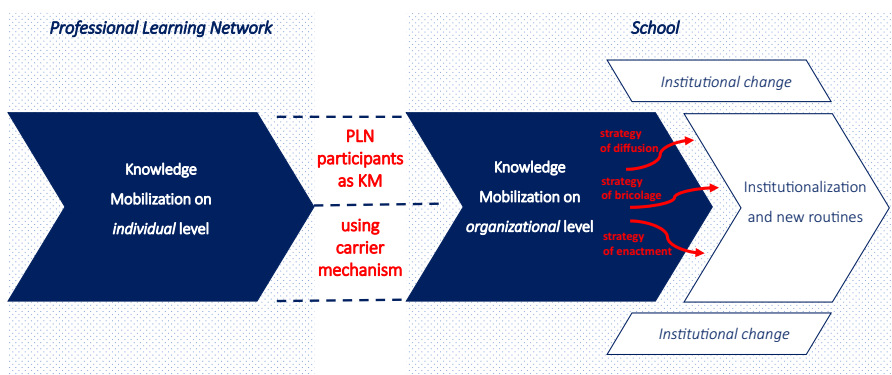 Professional Learning Network
School
Institutional change
Knowledge
Mobilization on
individual level
PLN
participants
as KM
using
carrier
mechanism
Knowledge
Mobilization on
organizational level
strategy
of diffusion
strategy
of bricolage
strategy
of enactment
Institutionalization
and new routines
Institutional change